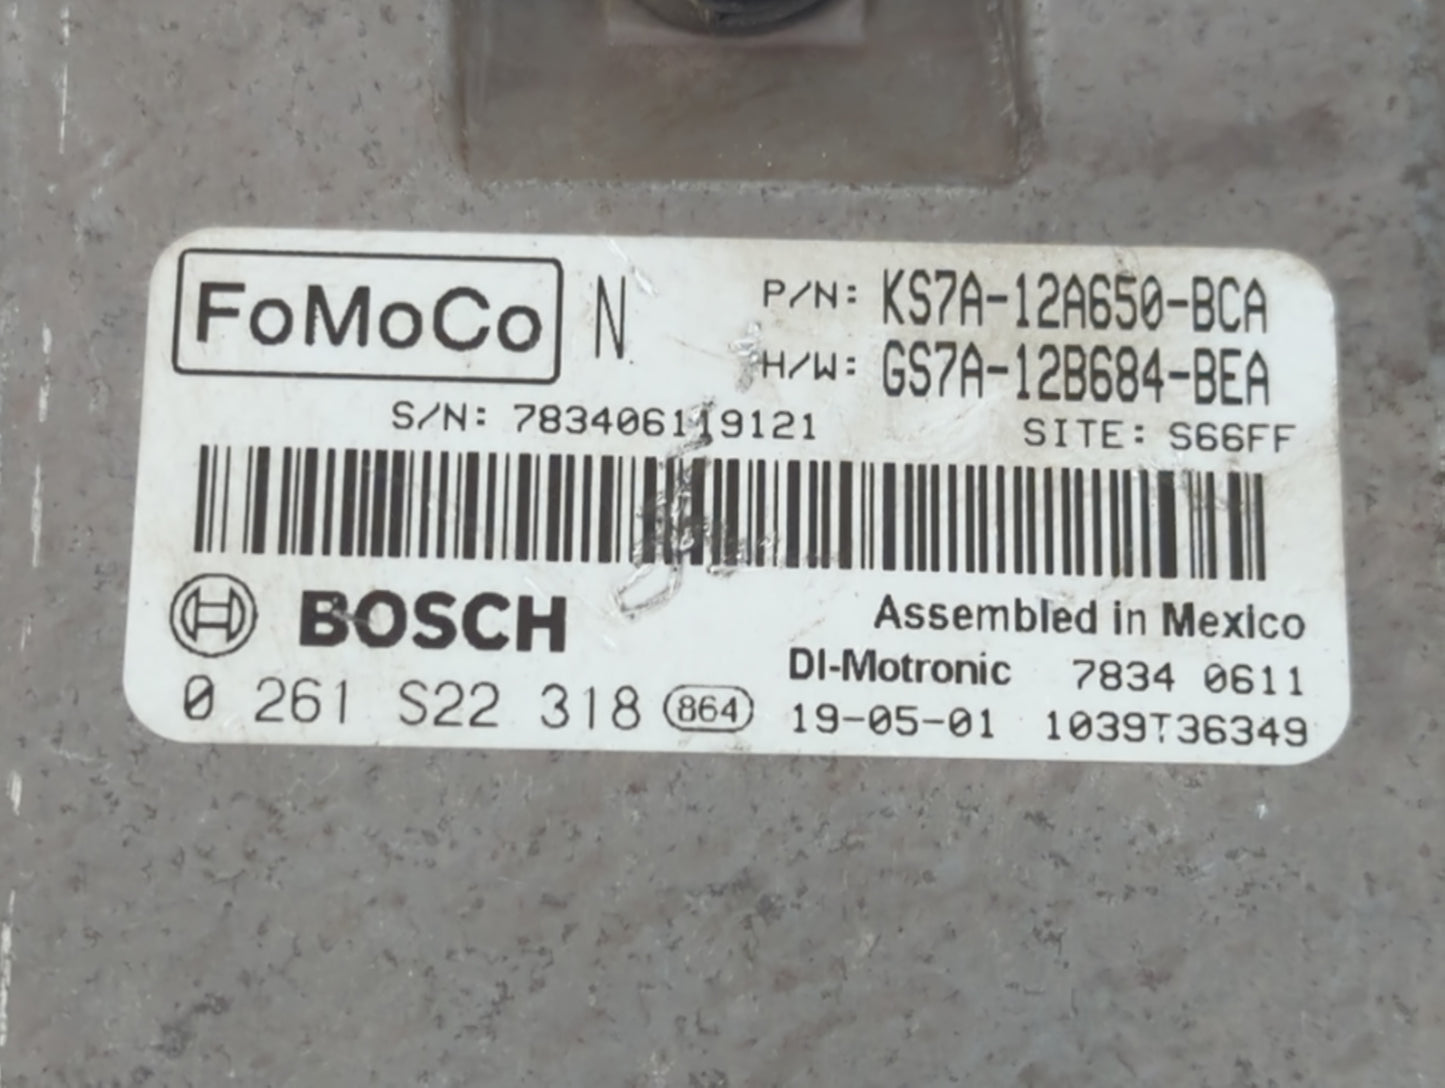 FoMoCo N P/N: KS7A-12A650-BCA
H/W: GS7A-12B684-BEA
S/N: 783406119121 SITE: S66FF
BOSCH Assembled in Mexico
DI-Motronic 7834 0611
0 261 S22 318 864 19-05-01 1039T36349